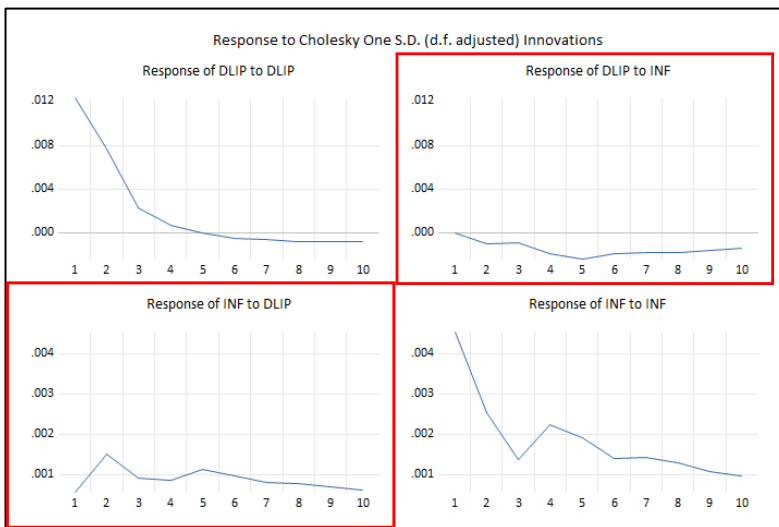 Response to Cholesky One S.D. (d.f. adjusted) Innovations
Response of DLIP to DLIP
.012
.008
.004
.000
1 2 3 4 5 6 7 8 9 10
Response of DLIP to INF
.012
.008
.004
.000
1 2 3 4 5 6 7 8 9 10
Response of INF to DLIP
.004
.003
.002
.001
1 2 3 4 5 6 7 8 9 10
Response of INF to INF
.004
.003
.002
.001
1 2 3 4 5 6 7 8 9 10